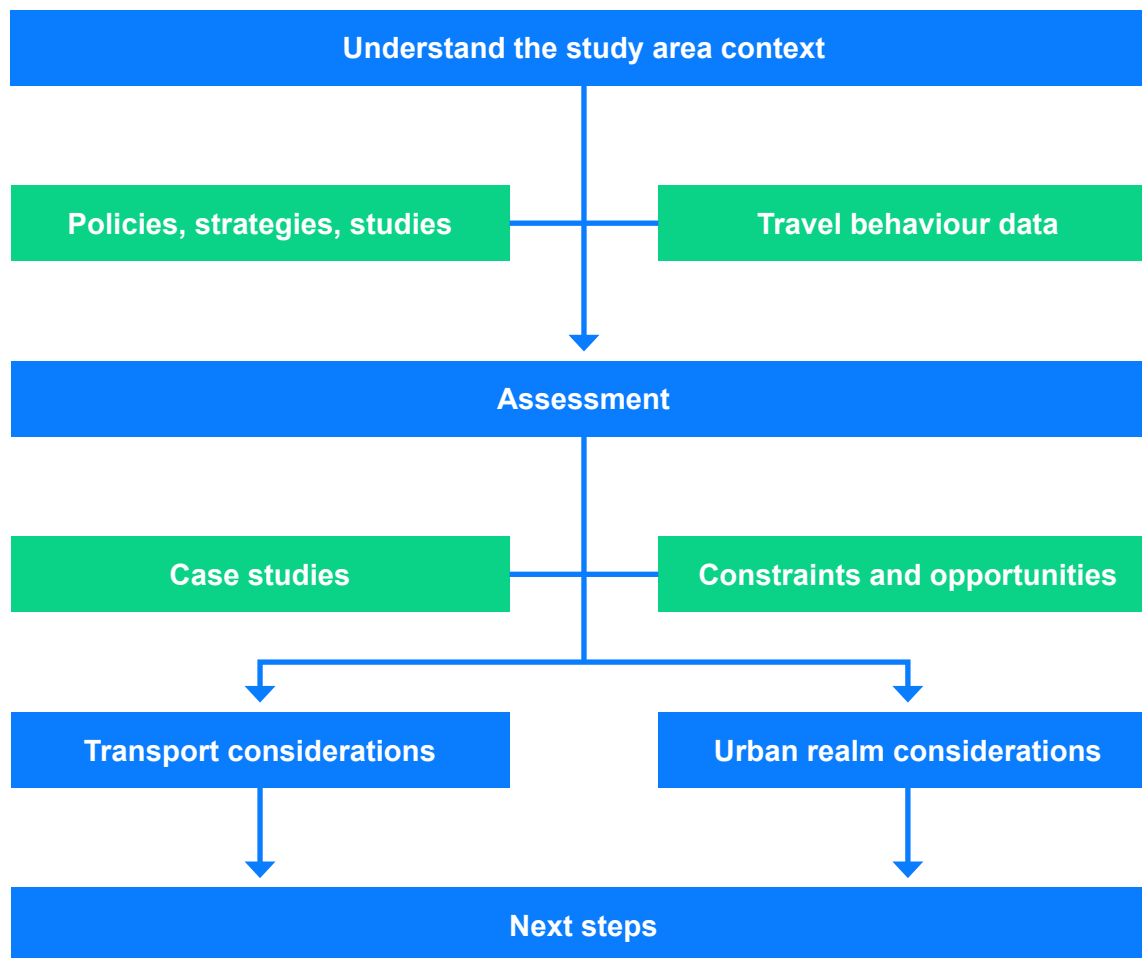 Understand the study area context
Policies, strategies, studies
Travel behaviour data
Assessment
Case studies
Constraints and opportunities
Transport considerations
Urban realm considerations
Next steps